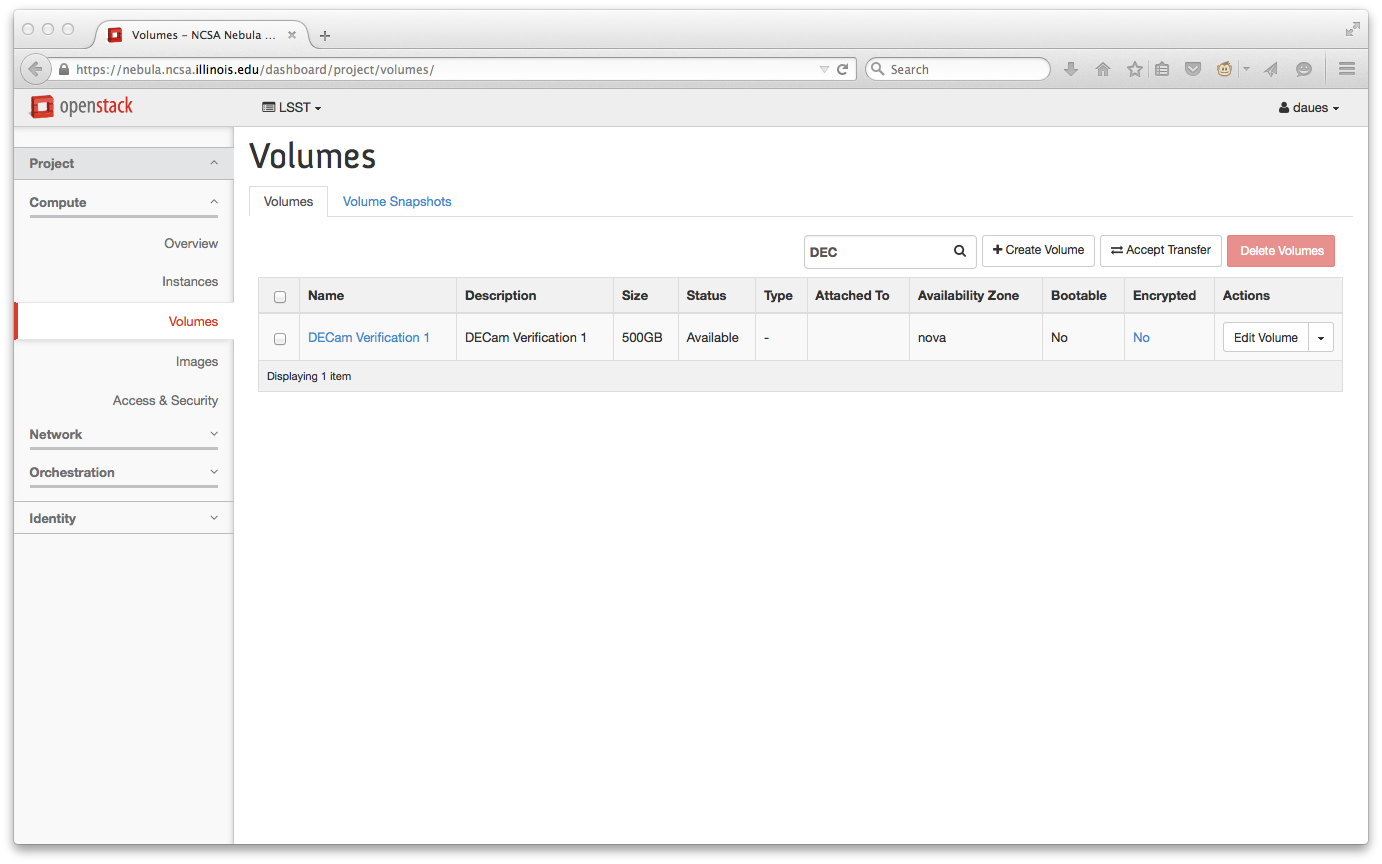 Volumes – NCSA Nebula ...
https://nebula.ncsa.illinois.edu/dashboard/project/volumes/
Search
openstack
LSST
daues
Project
Compute
Overview
Instances
Volumes
Images
Access & Security
Network
Orchestration
Identity
Volumes
Volumes Volume Snapshots
DEC Create Volume Accept Transfer Delete Volumes
Name Description Size Status Type Attached To Availability Zone Bootable Encrypted Actions
DECam Verification 1 DECam Verification 1 500GB Available - nova No No Edit Volume
Displaying 1 item